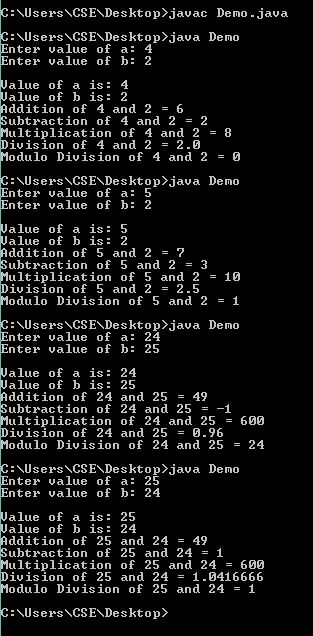 C:\Users\CSE\Desktop>javac Demo.java
C:\Users\CSE\Desktop>java Demo
Enter value of a: 4
Enter value of b: 2
Value of a is: 4
Value of b is: 2
Addition of 4 and 2 = 6
Subtraction of 4 and 2 = 2
Multiplication of 4 and 2 = 8
Division of 4 and 2 = 2.0
Modulo Division of 4 and 2 = 0
C:\Users\CSE\Desktop>java Demo
Enter value of a: 5
Enter value of b: 2
Value of a is: 5
Value of b is: 2
Addition of 5 and 2 = 7
Subtraction of 5 and 2 = 3
Multiplication of 5 and 2 = 10
Division of 5 and 2 = 2.5
Modulo Division of 5 and 2 = 1
C:\Users\CSE\Desktop>java Demo
Enter value of a: 24
Enter value of b: 25
Value of a is: 24
Value of b is: 25
Addition of 24 and 25 = 49
Subtraction of 24 and 25 = -1
Multiplication of 24 and 25 = 600
Division of 24 and 25 = 0.96
Modulo Division of 24 and 25 = 24
C:\Users\CSE\Desktop>java Demo
Enter value of a: 25
Enter value of b: 24
Value of a is: 25
Value of b is: 24
Addition of 25 and 24 = 49
Subtraction of 25 and 24 = 1
Multiplication of 25 and 24 = 600
Division of 25 and 24 = 1.0416666
Modulo Division of 25 and 24 = 1
C:\Users\CSE\Desktop>